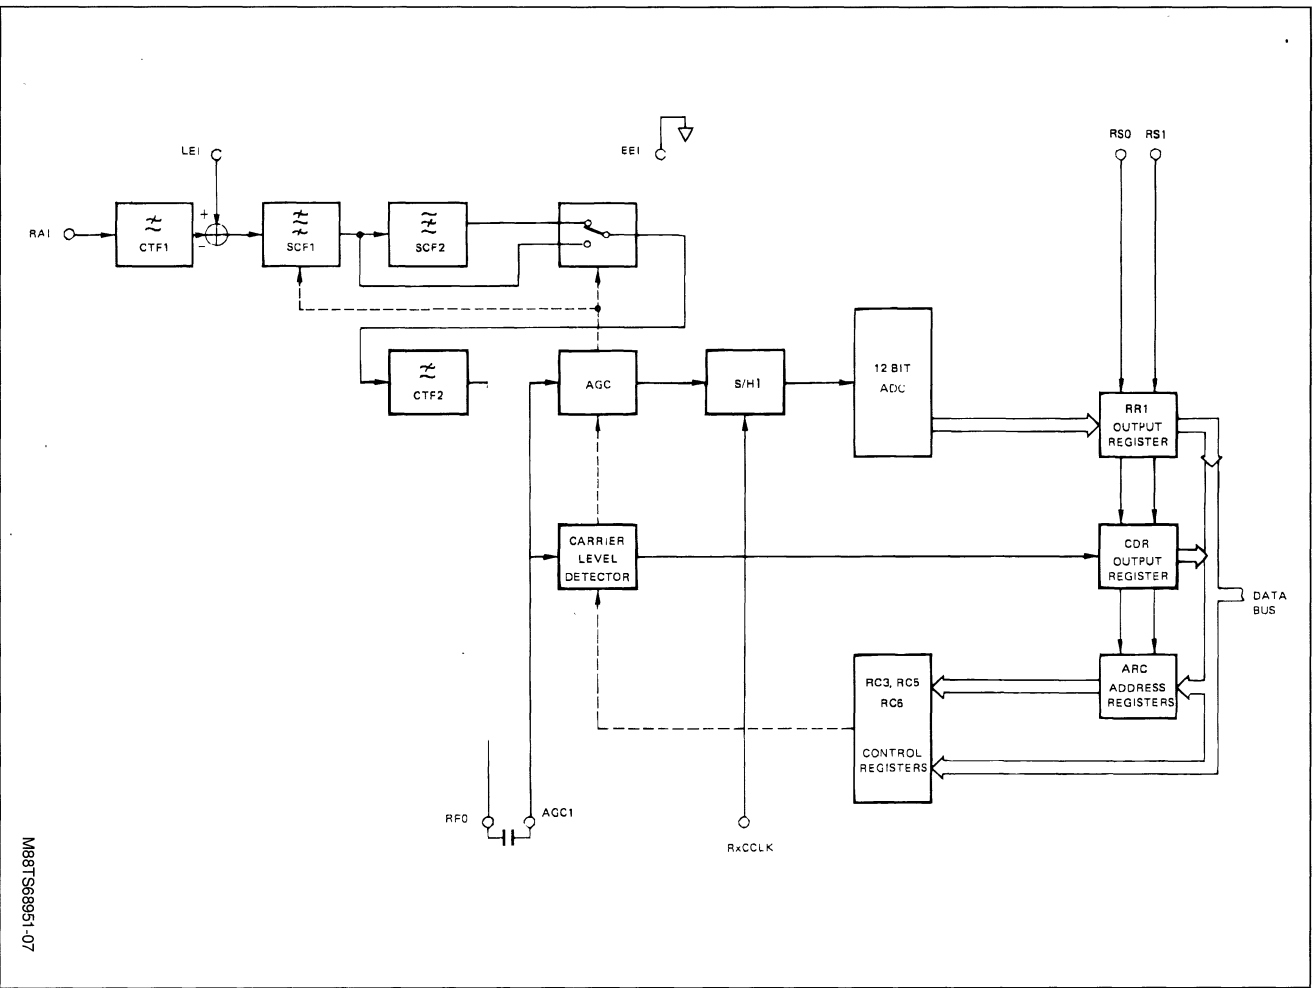 RS0 RS1
LEI
EEI
RAI
+
-
CTF1
SCF1
SCF2
CTF2
AGC
S/H1
12 BIT
ADC
RR1
OUTPUT
REGISTER
CARRIER
LEVEL
DETECTOR
CDR
OUTPUT
REGISTER
DATA
BUS
RC3, RC5
RC6
CONTROL
REGISTERS
ARC
ADDRESS
REGISTERS
RF0
AGC1
RxCCLK
M88TS68951-07